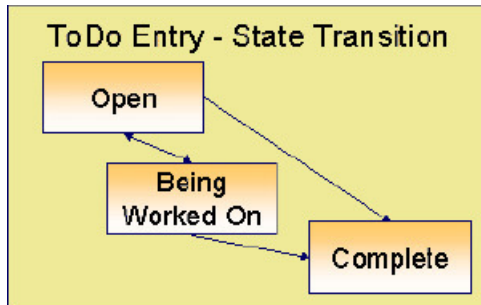 ToDo Entry - State Transition
Open
Being
Worked On
Complete